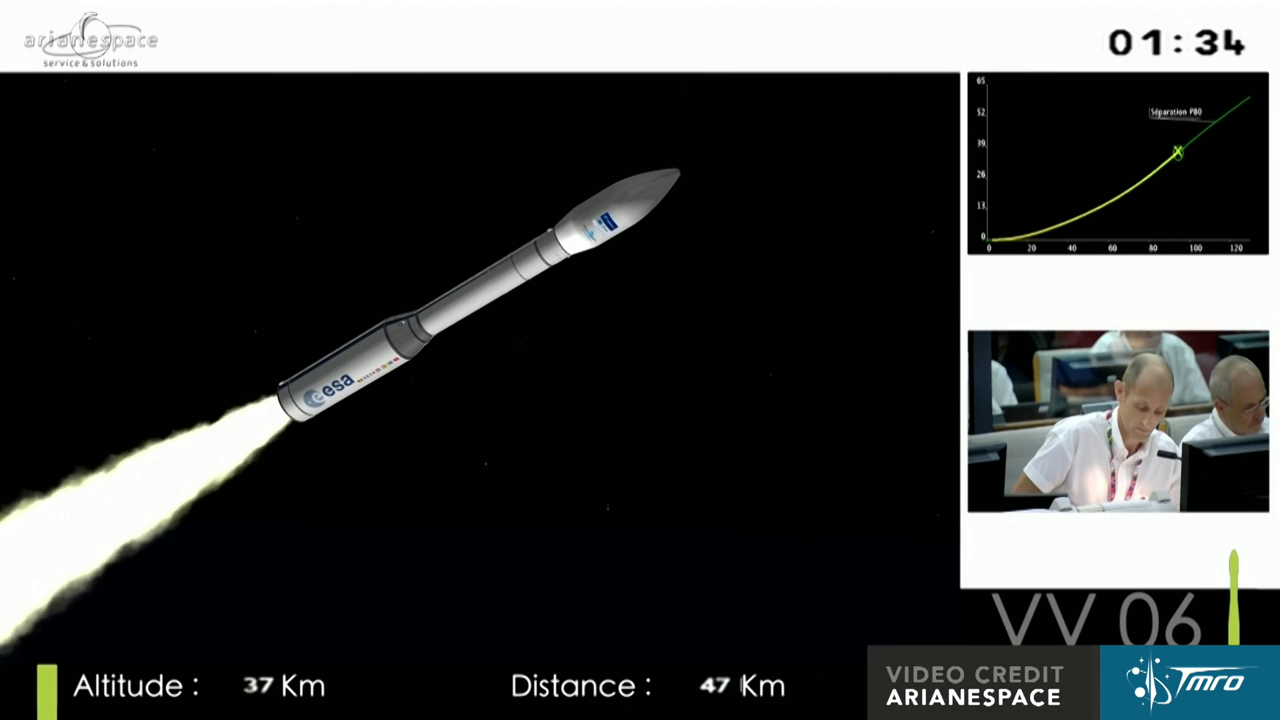 arianespace
service & solutions
01:34
65
52
39
26
13
0
0 20 40 60 80 100 120
Séparation P80
esa
VV 06
Altitude : 37 Km
Distance : 47 Km
VIDEO CREDIT
ARIANESPACE
TMRO